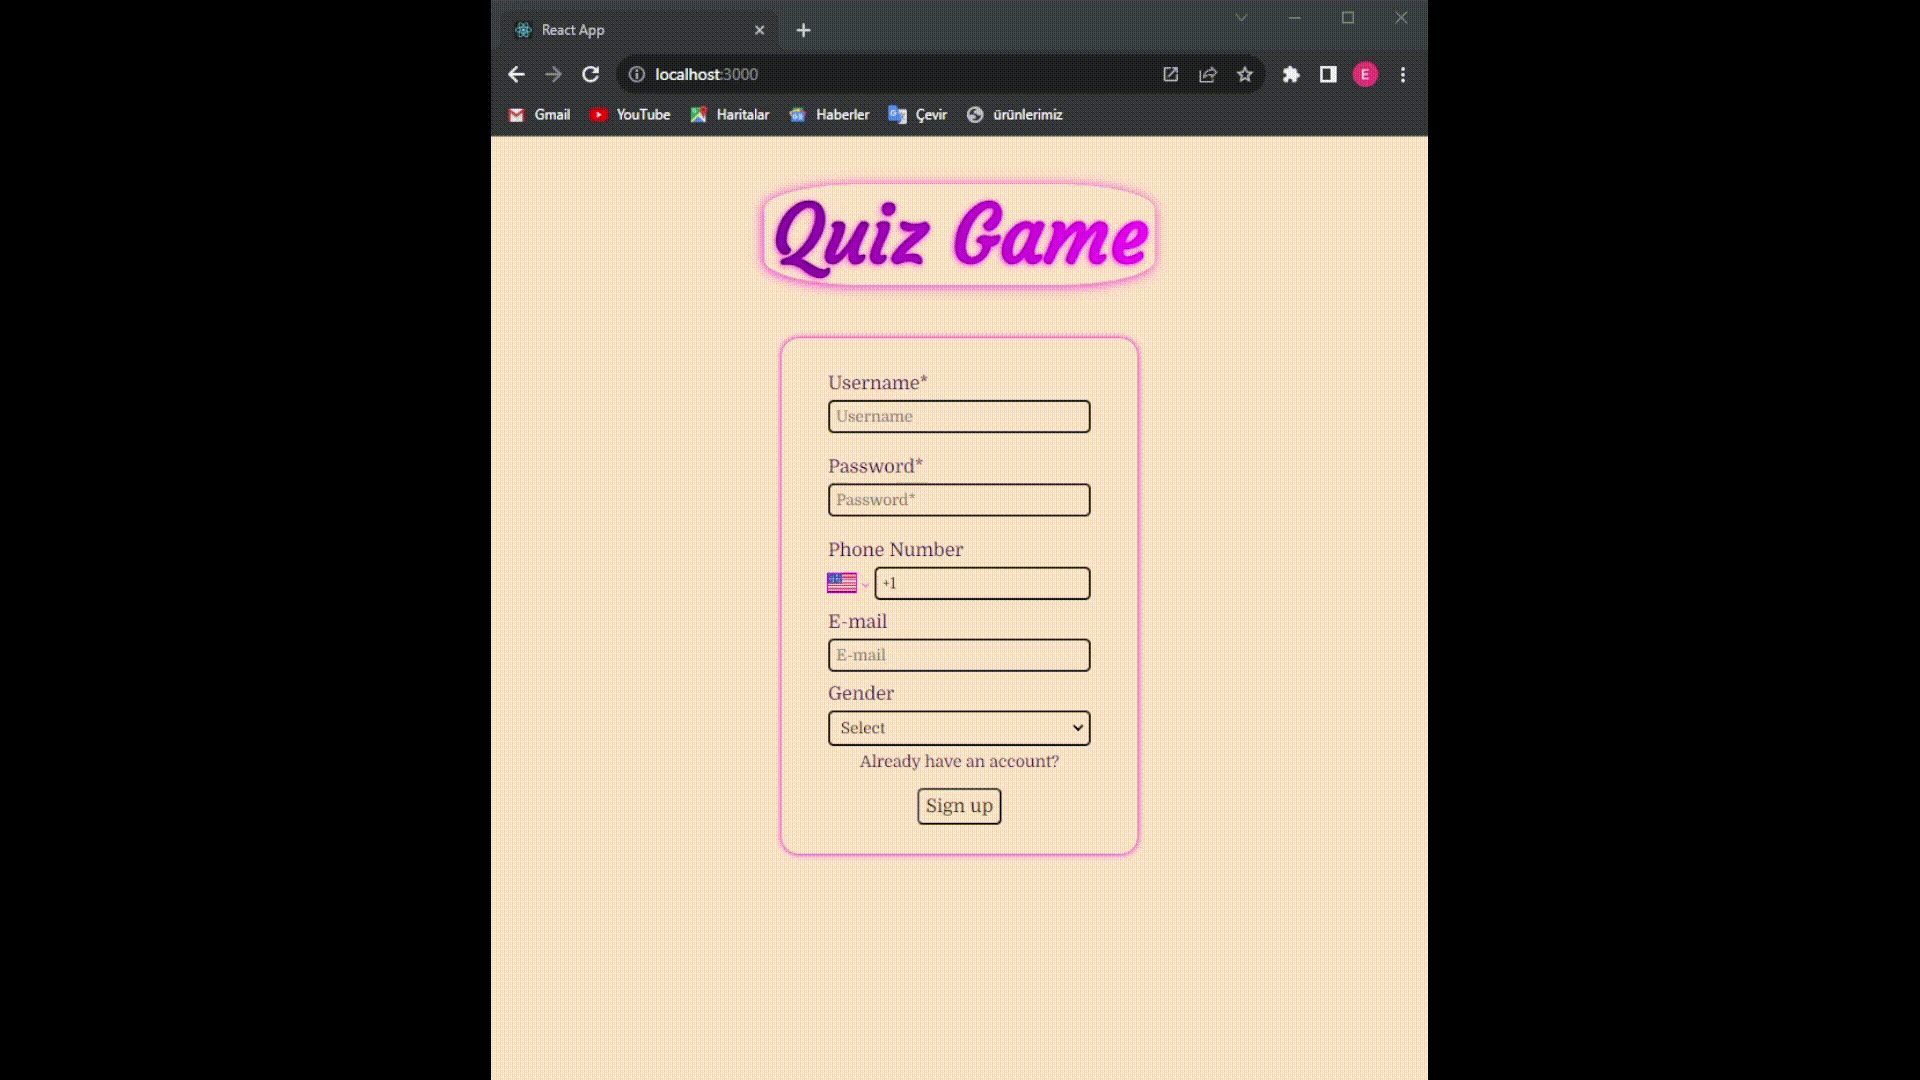 React App
localhost:3000
E
Gmail YouTube Haritalar Haberler Çevir ürünlerimiz
Quiz Game
Username*
Username
Password*
Password*
Phone Number
+1
E-mail
E-mail
Gender
Select
Already have an account?
Sign up